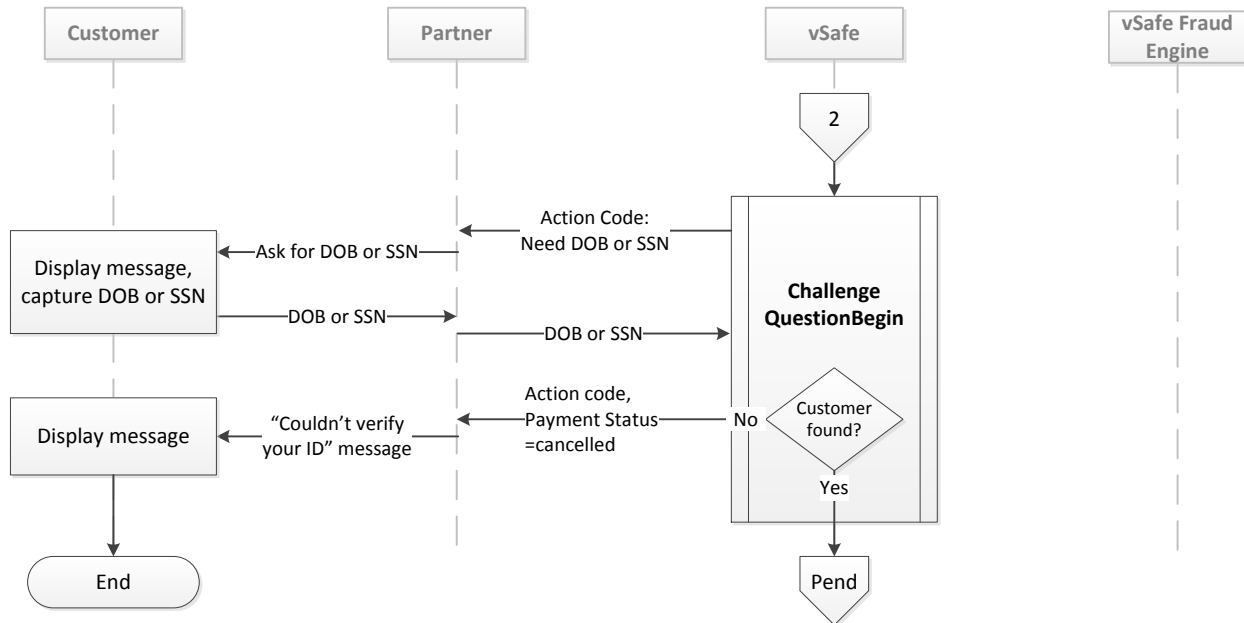 Customer
Partner
vSafe
vSafe Fraud
Engine
2
Action Code:
Need DOB or SSN
Ask for DOB or SSN
Display message,
capture DOB or SSN
Challenge
QuestionBegin
DOB or SSN
DOB or SSN
Action code,
Payment Status
=cancelled
No
Customer
found?
“Couldn’t verify
your ID” message
Display message
Yes
End
Pend